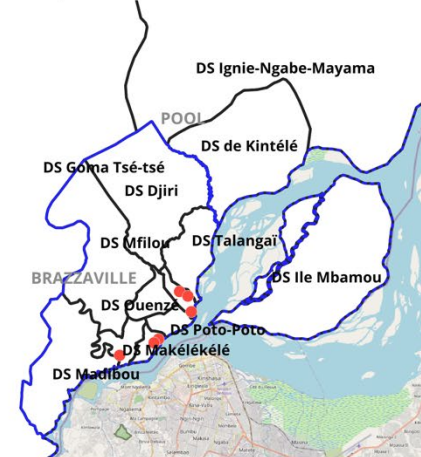 DS Ignie-Ngabe-Mayama
POOL
DS de Kintélé
DS Goma Tsé-tsé
DS Djiri
DS Mfilou
DS Talangaï
BRAZZAVILLE
DS Ile Mbamou
DS Ouenzé
DS Poto-Poto
DS Makélékélé
DS Madibou